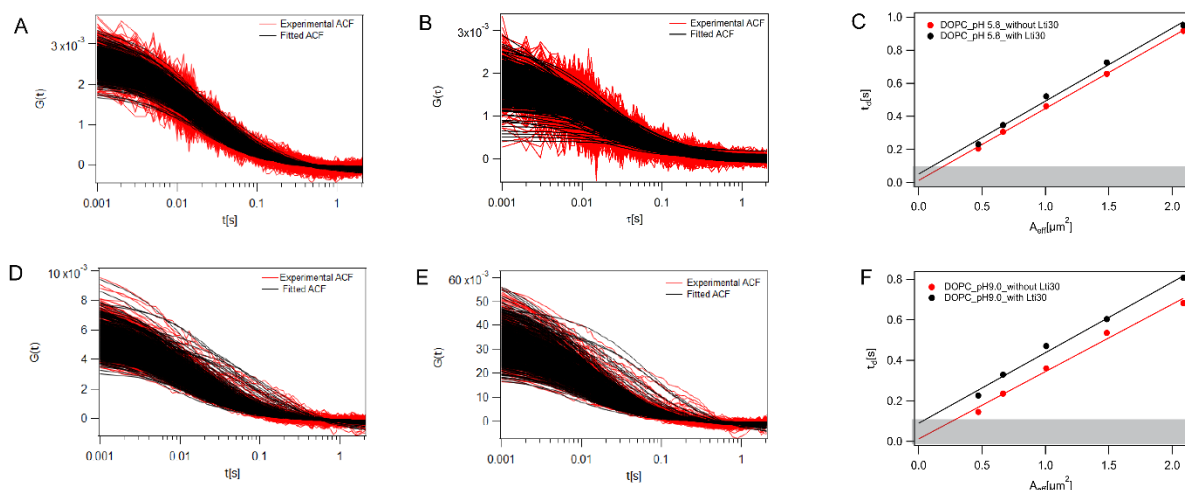 A
Experimental ACF
Fitted ACF
3x10⁻³
2
1
0
G(t)
0.001
0.01
0.1
1
t[s]
B
Experimental ACF
Fitted ACF
3x10⁻³
2
1
0
G(τ)
0.001
0.01
0.1
1
τ[s]
C
DOPC_pH 5.8_without Lti30
DOPC_pH 5.8_with Lti30
1.0
0.8
0.6
0.4
0.2
0.0
t_d[s]
0.0
0.5
1.0
1.5
2.0
A_eff[µm²]
D
Experimental ACF
Fitted ACF
10x10⁻³
8
6
4
2
0
G(t)
0.001
0.01
0.1
1
t[s]
E
Experimental ACF
Fitted ACF
60x10⁻³
50
40
30
20
10
0
G(t)
0.001
0.01
0.1
1
t[s]
F
DOPC_pH9.0_without Lti30
DOPC_pH9.0_with Lti30
0.8
0.6
0.4
0.2
0.0
t_d[s]
0.0
0.5
1.0
1.5
2.0
A_eff[µm²]